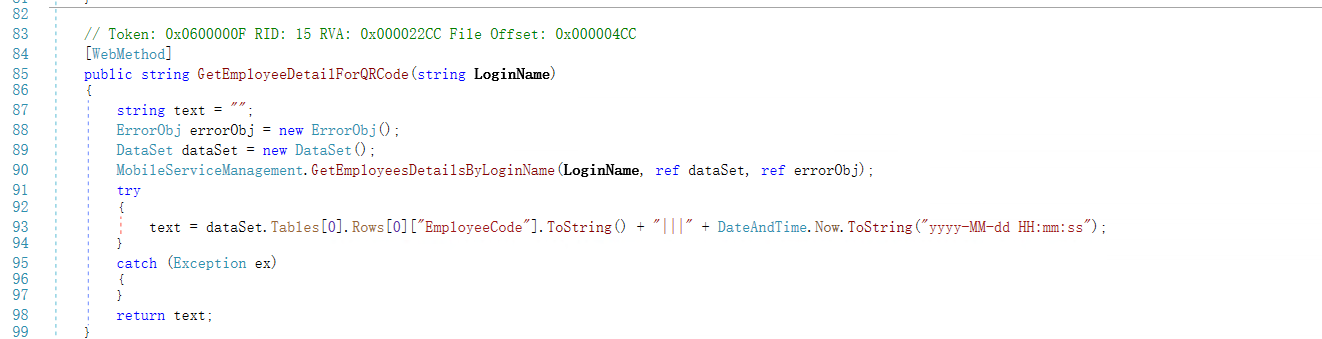 82
83 // Token: 0x0600000F RID: 15 RVA: 0x000022CC File Offset: 0x000004CC
84 [WebMethod]
85 public string GetEmployeeDetailForQRCode(string LoginName)
86 {
87 string text = "";
88 ErrorObj errorObj = new ErrorObj();
89 DataSet dataSet = new DataSet();
90 MobileServiceManagement.GetEmployeesDetailsByLoginName(LoginName, ref dataSet, ref errorObj);
91 try
92 {
93 text = dataSet.Tables[0].Rows[0]["EmployeeCode"].ToString() + "|||" + DateAndTime.Now.ToString("yyyy-MM-dd HH:mm:ss");
94 }
95 catch (Exception ex)
96 {
97 }
98 return text;
99 }